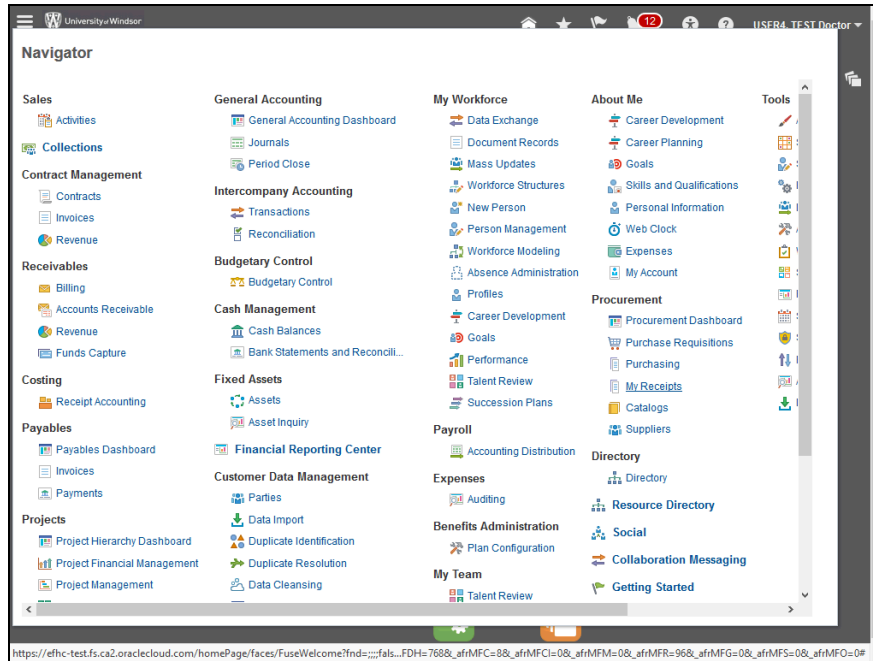 University of Windsor
12
USER4, TEST Doctor
Navigator
Sales
Activities
Collections
Contract Management
Contracts
Invoices
Revenue
Receivables
Billing
Accounts Receivable
Revenue
Funds Capture
Costing
Receipt Accounting
Payables
Payables Dashboard
Invoices
Payments
Projects
Project Hierarchy Dashboard
Project Financial Management
Project Management
General Accounting
General Accounting Dashboard
Journals
Period Close
Intercompany Accounting
Transactions
Reconciliation
Budgetary Control
Budgetary Control
Cash Management
Cash Balances
Bank Statements and Reconcili...
Fixed Assets
Assets
Asset Inquiry
Financial Reporting Center
Customer Data Management
Parties
Data Import
Duplicate Identification
Duplicate Resolution
Data Cleansing
My Workforce
Data Exchange
Document Records
Mass Updates
Workforce Structures
New Person
Person Management
Workforce Modeling
Absence Administration
Profiles
Career Development
Goals
Performance
Talent Review
Succession Plans
Payroll
Accounting Distribution
Expenses
Auditing
Benefits Administration
Plan Configuration
My Team
Talent Review
About Me
Career Development
Career Planning
Goals
Skills and Qualifications
Personal Information
Web Clock
Expenses
My Account
Procurement
Procurement Dashboard
Purchase Requisitions
Purchasing
My Receipts
Catalogs
Suppliers
Directory
Directory
Resource Directory
Social
Collaboration Messaging
Getting Started
Tools
https://efhc-test.fs.ca2.oraclecloud.com/homePage/faces/FuseWelcome?fnd=;;;;fals...FDH=768&_afrMFC=8&_afrMFCI=0&_afrMFM=0&_afrMFR=96&_afrMFG=0&_afrMFS=0&_afrMFO=0#